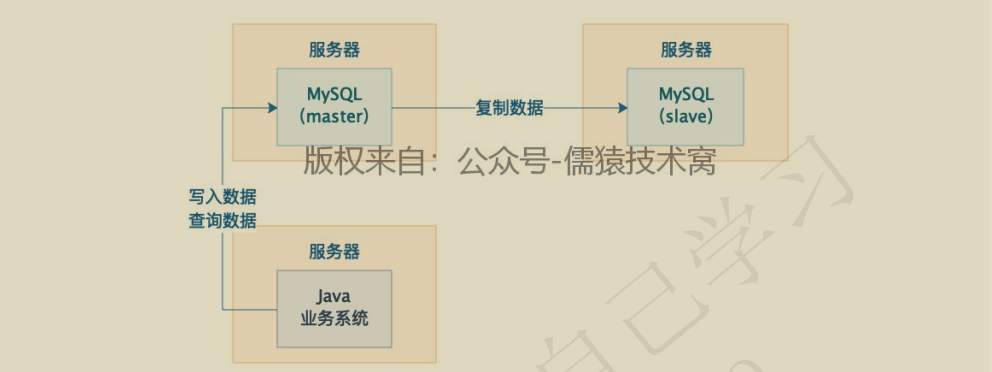 服务器
服务器
MySQL
(master)
复制数据
MySQL
(slave)
版权来自：公众号-儒猿技术窝
写入数据
查询数据
服务器
Java
业务系统
自己学习